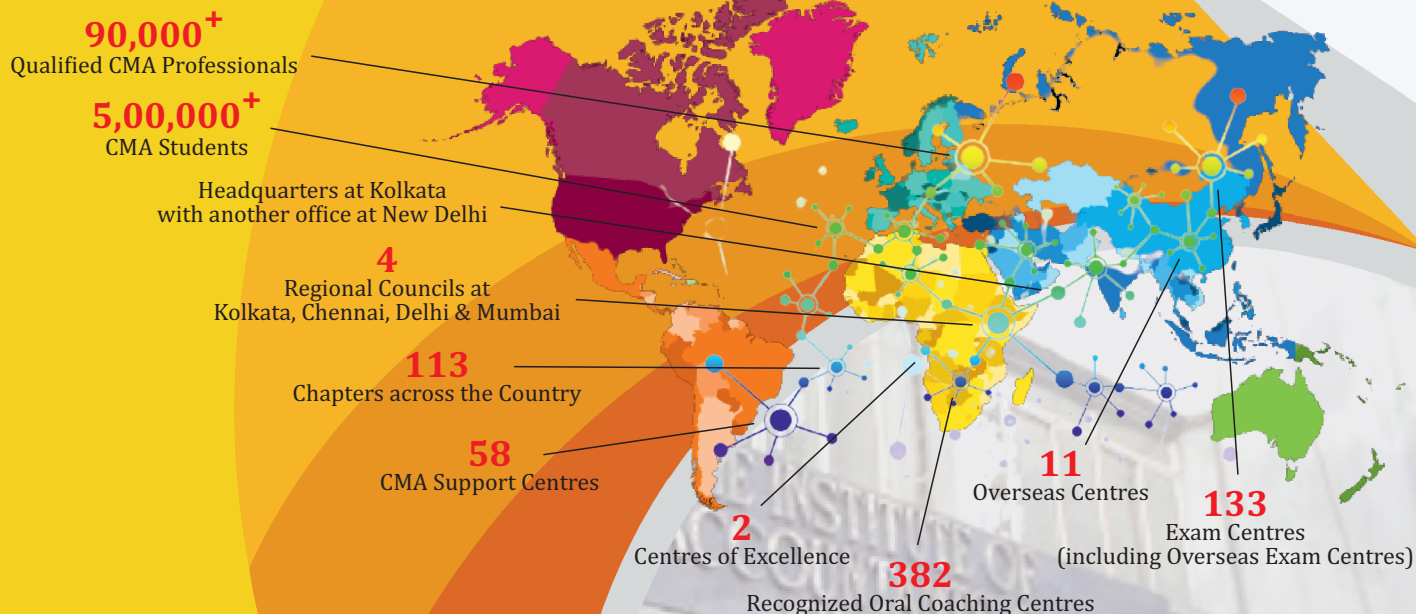 90,000+
Qualified CMA Professionals
5,00,000+
CMA Students
Headquarters at Kolkata
with another office at New Delhi
4
Regional Councils at
Kolkata, Chennai, Delhi & Mumbai
113
Chapters across the Country
58
CMA Support Centres
2
Centres of Excellence
382
Recognized Oral Coaching Centres
11
Overseas Centres
133
Exam Centres
(including Overseas Exam Centres)
INSTITUTE OF